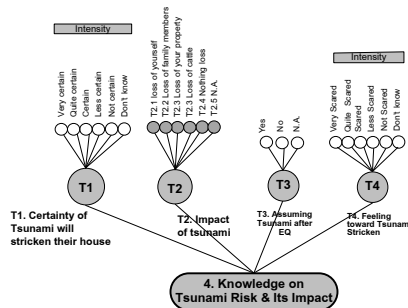 Intensity
Very certain
Quite certain
Certain
Less certain
Not certain
Don't know
T2.1 loss of yourself
T2.2 Loss of family members
T2.3 Loss of your property
T2.3 Loss of cattle
T2.4 Nothing loss
T2.5 N.A.
Yes
No
N.A.
Intensity
Very Scared
Quite Scared
Scared
Less Scared
Not Scared
Don't know
T1
T2
T3
T4
T1. Certainty of
Tsunami will
stricken their house
T2. Impact
of tsunami
T3. Assuming
Tsunami after
EQ
T4. Feeling
toward Tsunami
Stricken
4. Knowledge on
Tsunami Risk & Its Impact